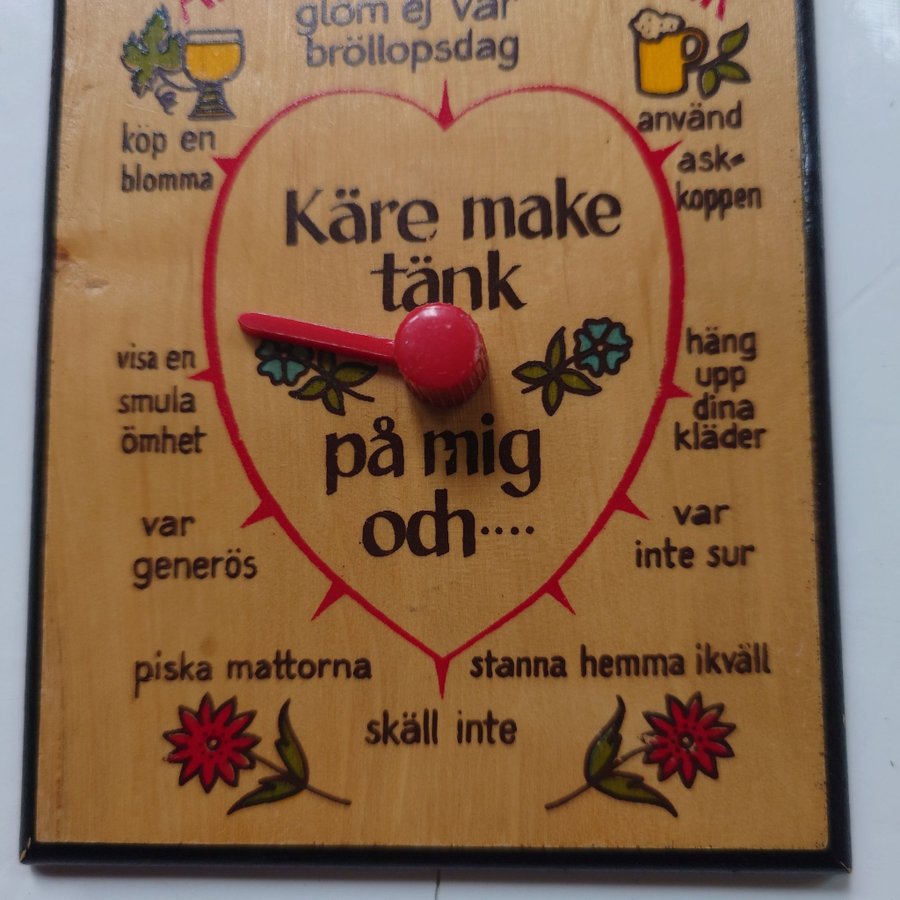 glöm ej vår
bröllopsdag
köp en
blomma
använd
ask-
koppen
Käre make
tänk
på mig
och....
visa en
smula
ömhet
häng
upp
dina
kläder
var
generös
var
inte sur
piska mattorna
stanna hemma ikväll
skäll inte